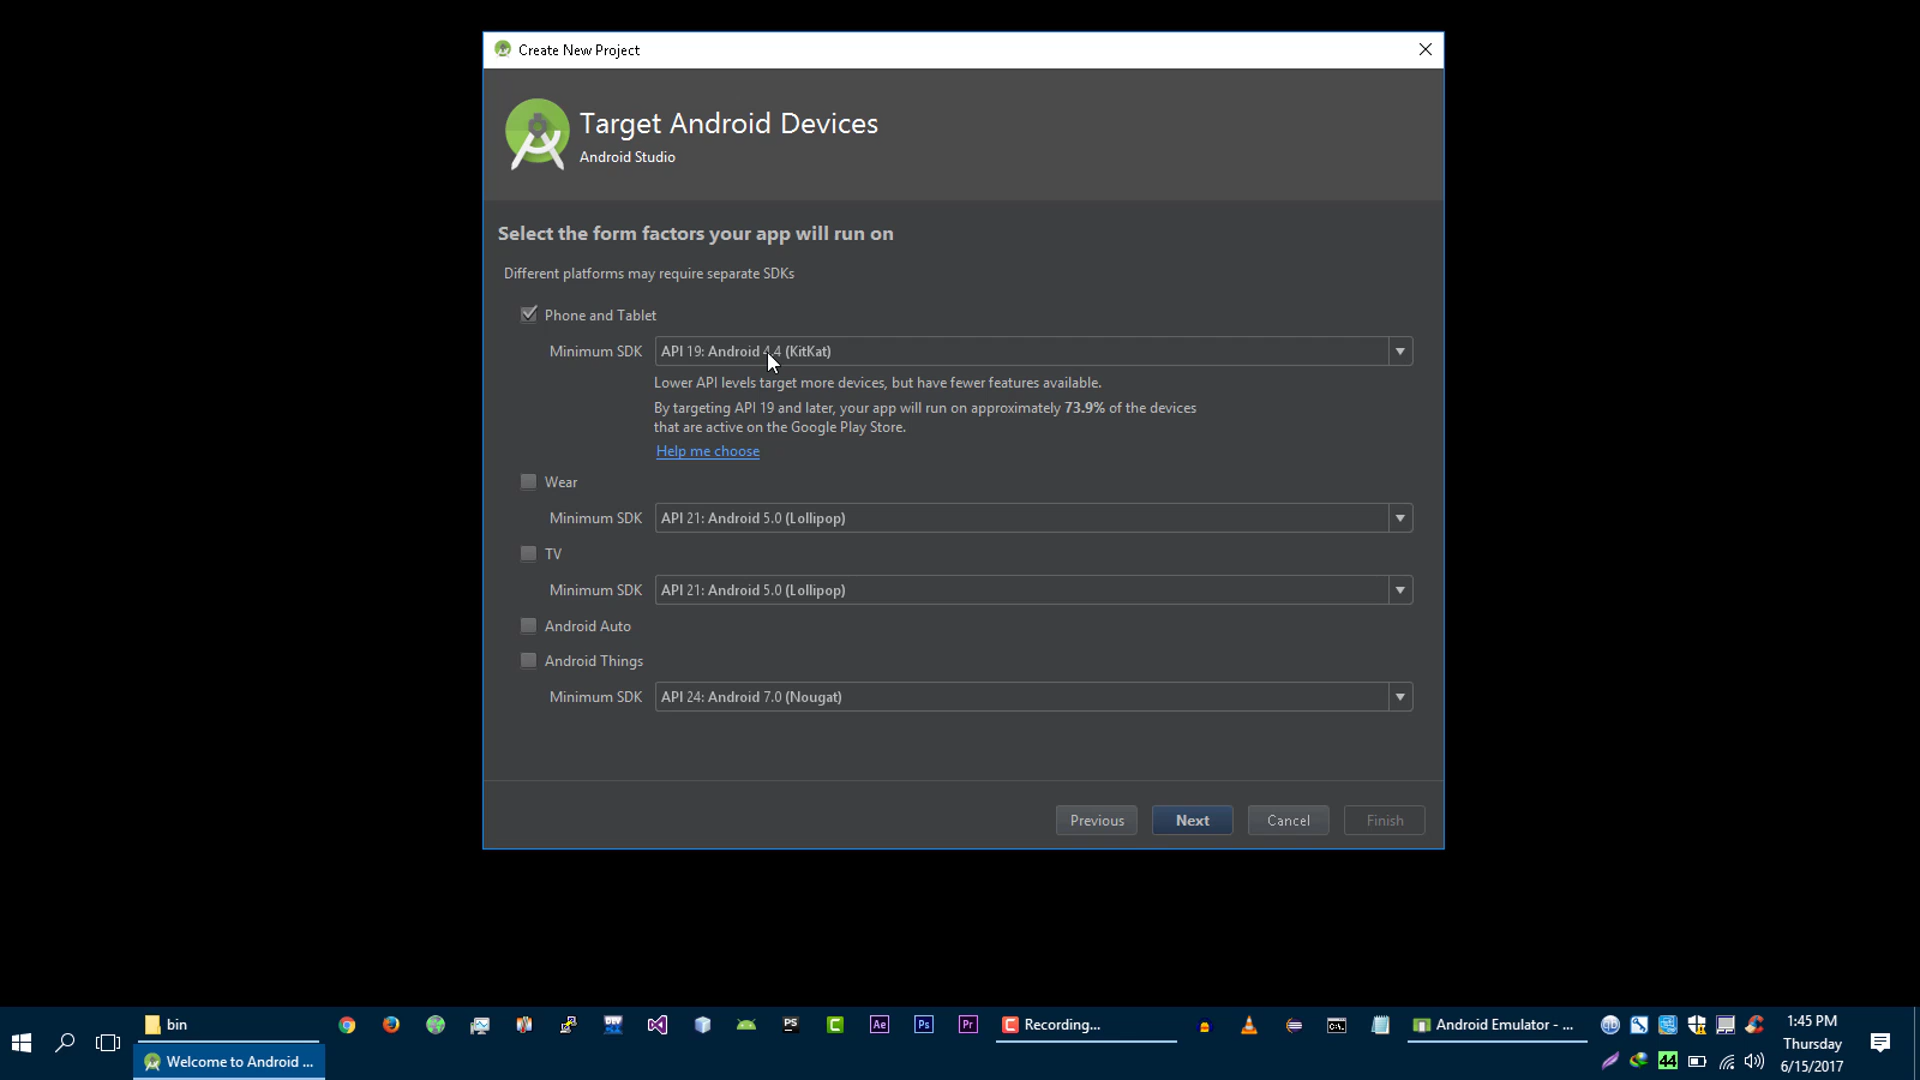 Create New Project
Target Android Devices
Android Studio
Select the form factors your app will run on
Different platforms may require separate SDKs
Phone and Tablet
Minimum SDK API 19: Android 4.4 (KitKat)
Lower API levels target more devices, but have fewer features available.
By targeting API 19 and later, your app will run on approximately 73.9% of the devices
that are active on the Google Play Store.
Help me choose
Wear
Minimum SDK API 21: Android 5.0 (Lollipop)
TV
Minimum SDK API 21: Android 5.0 (Lollipop)
Android Auto
Android Things
Minimum SDK API 24: Android 7.0 (Nougat)
Previous Next Cancel Finish
bin PS Ae Ps Pr Recording... Android Emulator - ... 1:45 PM
Thursday
Welcome to Android ... 44 6/15/2017